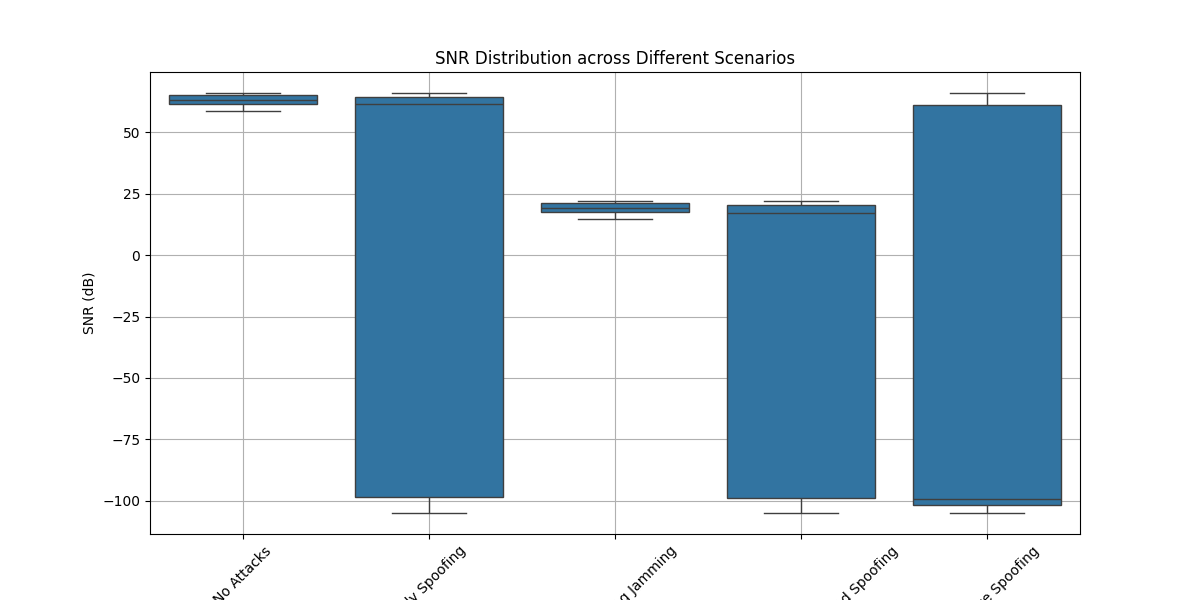 SNR Distribution across Different Scenarios
50
25
0
−25
−50
−75
−100
SNR (dB)
No Attacks
Spoofing
Jamming
Spoofing
Spoofing